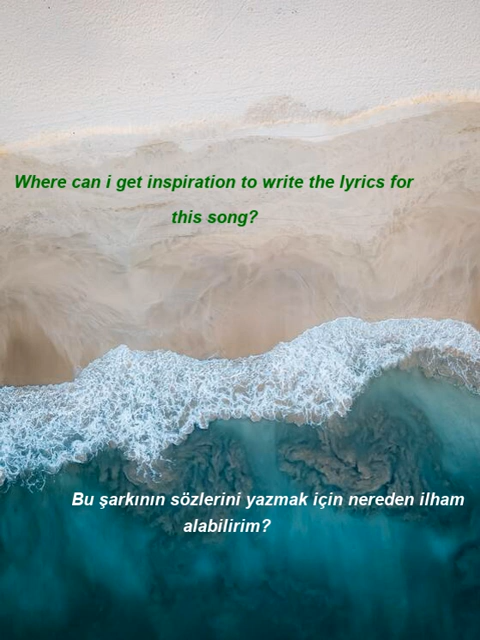 Where can i get inspiration to write the lyrics for
this song?
Bu şarkının sözlerini yazmak için nereden ilham
alabilirim?